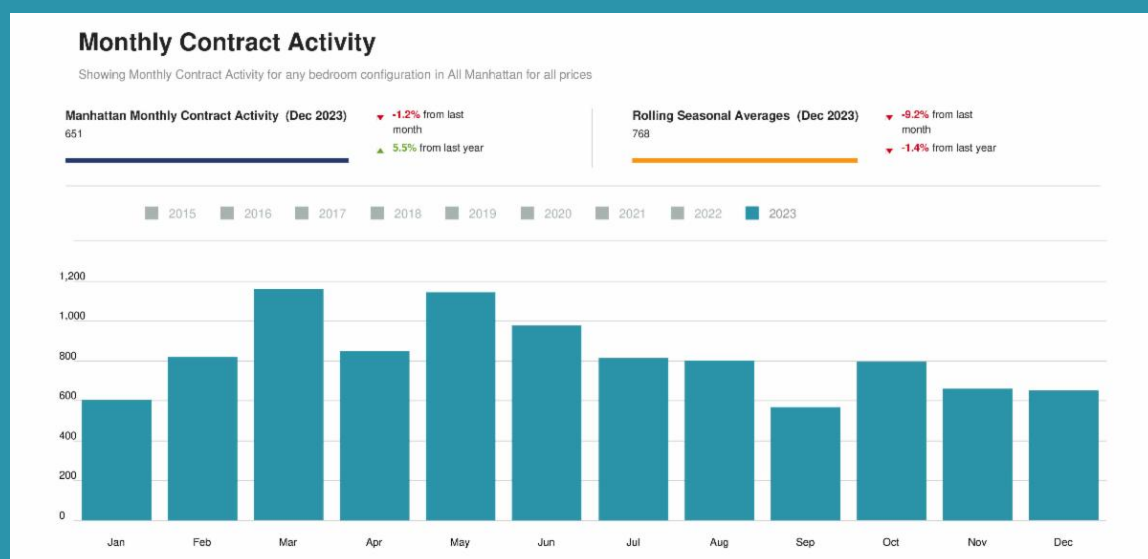 Monthly Contract Activity
Showing Monthly Contract Activity for any bedroom configuration in All Manhattan for all prices
Manhattan Monthly Contract Activity (Dec 2023)
651
-1.2% from last
month
5.5% from last year
Rolling Seasonal Averages (Dec 2023)
768
-9.2% from last
month
-1.4% from last year
2015 2016 2017 2018 2019 2020 2021 2022 2023
1,200
1,000
800
600
400
200
0
Jan Feb Mar Apr May Jun Jul Aug Sep Oct Nov Dec